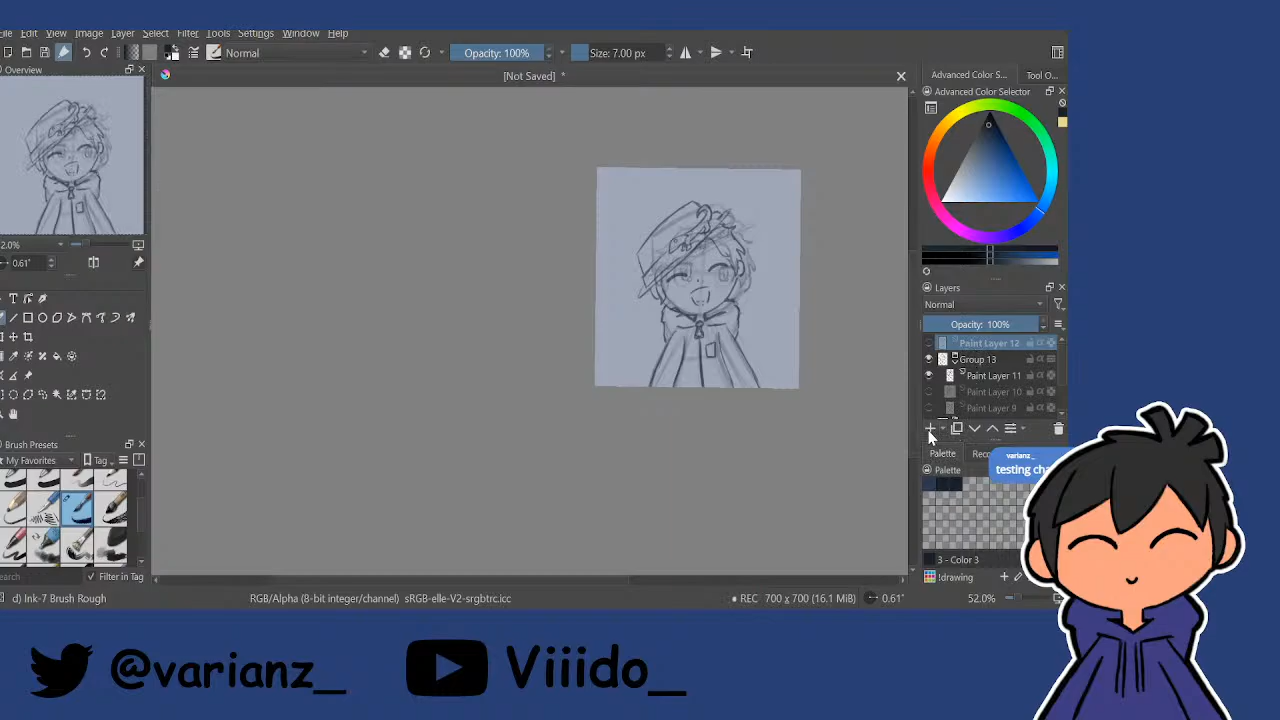 File Edit View Image Layer Select Filter Tools Settings Window Help
Normal Opacity: 100% Size: 7.00 px
Overview
[Not Saved] *
Advanced Color S... Tool O...
Advanced Color Selector
2.0%
0.61°
Layers
Normal
Opacity: 100%
Paint Layer 12
Group 13
Paint Layer 11
Paint Layer 10
Paint Layer 9
Brush Presets
My Favorites Tag
Palette
varianz_
testing cha
Palette
3 - Color 3
!drawing
Filter in Tag
d) Ink-7 Brush Rough RGB/Alpha (8-bit integer/channel) sRGB-elle-V2-srgbtrc.icc REC 700 x 700 (16.1 MiB) 0.61° 52.0%
@varianz_ Viiido_